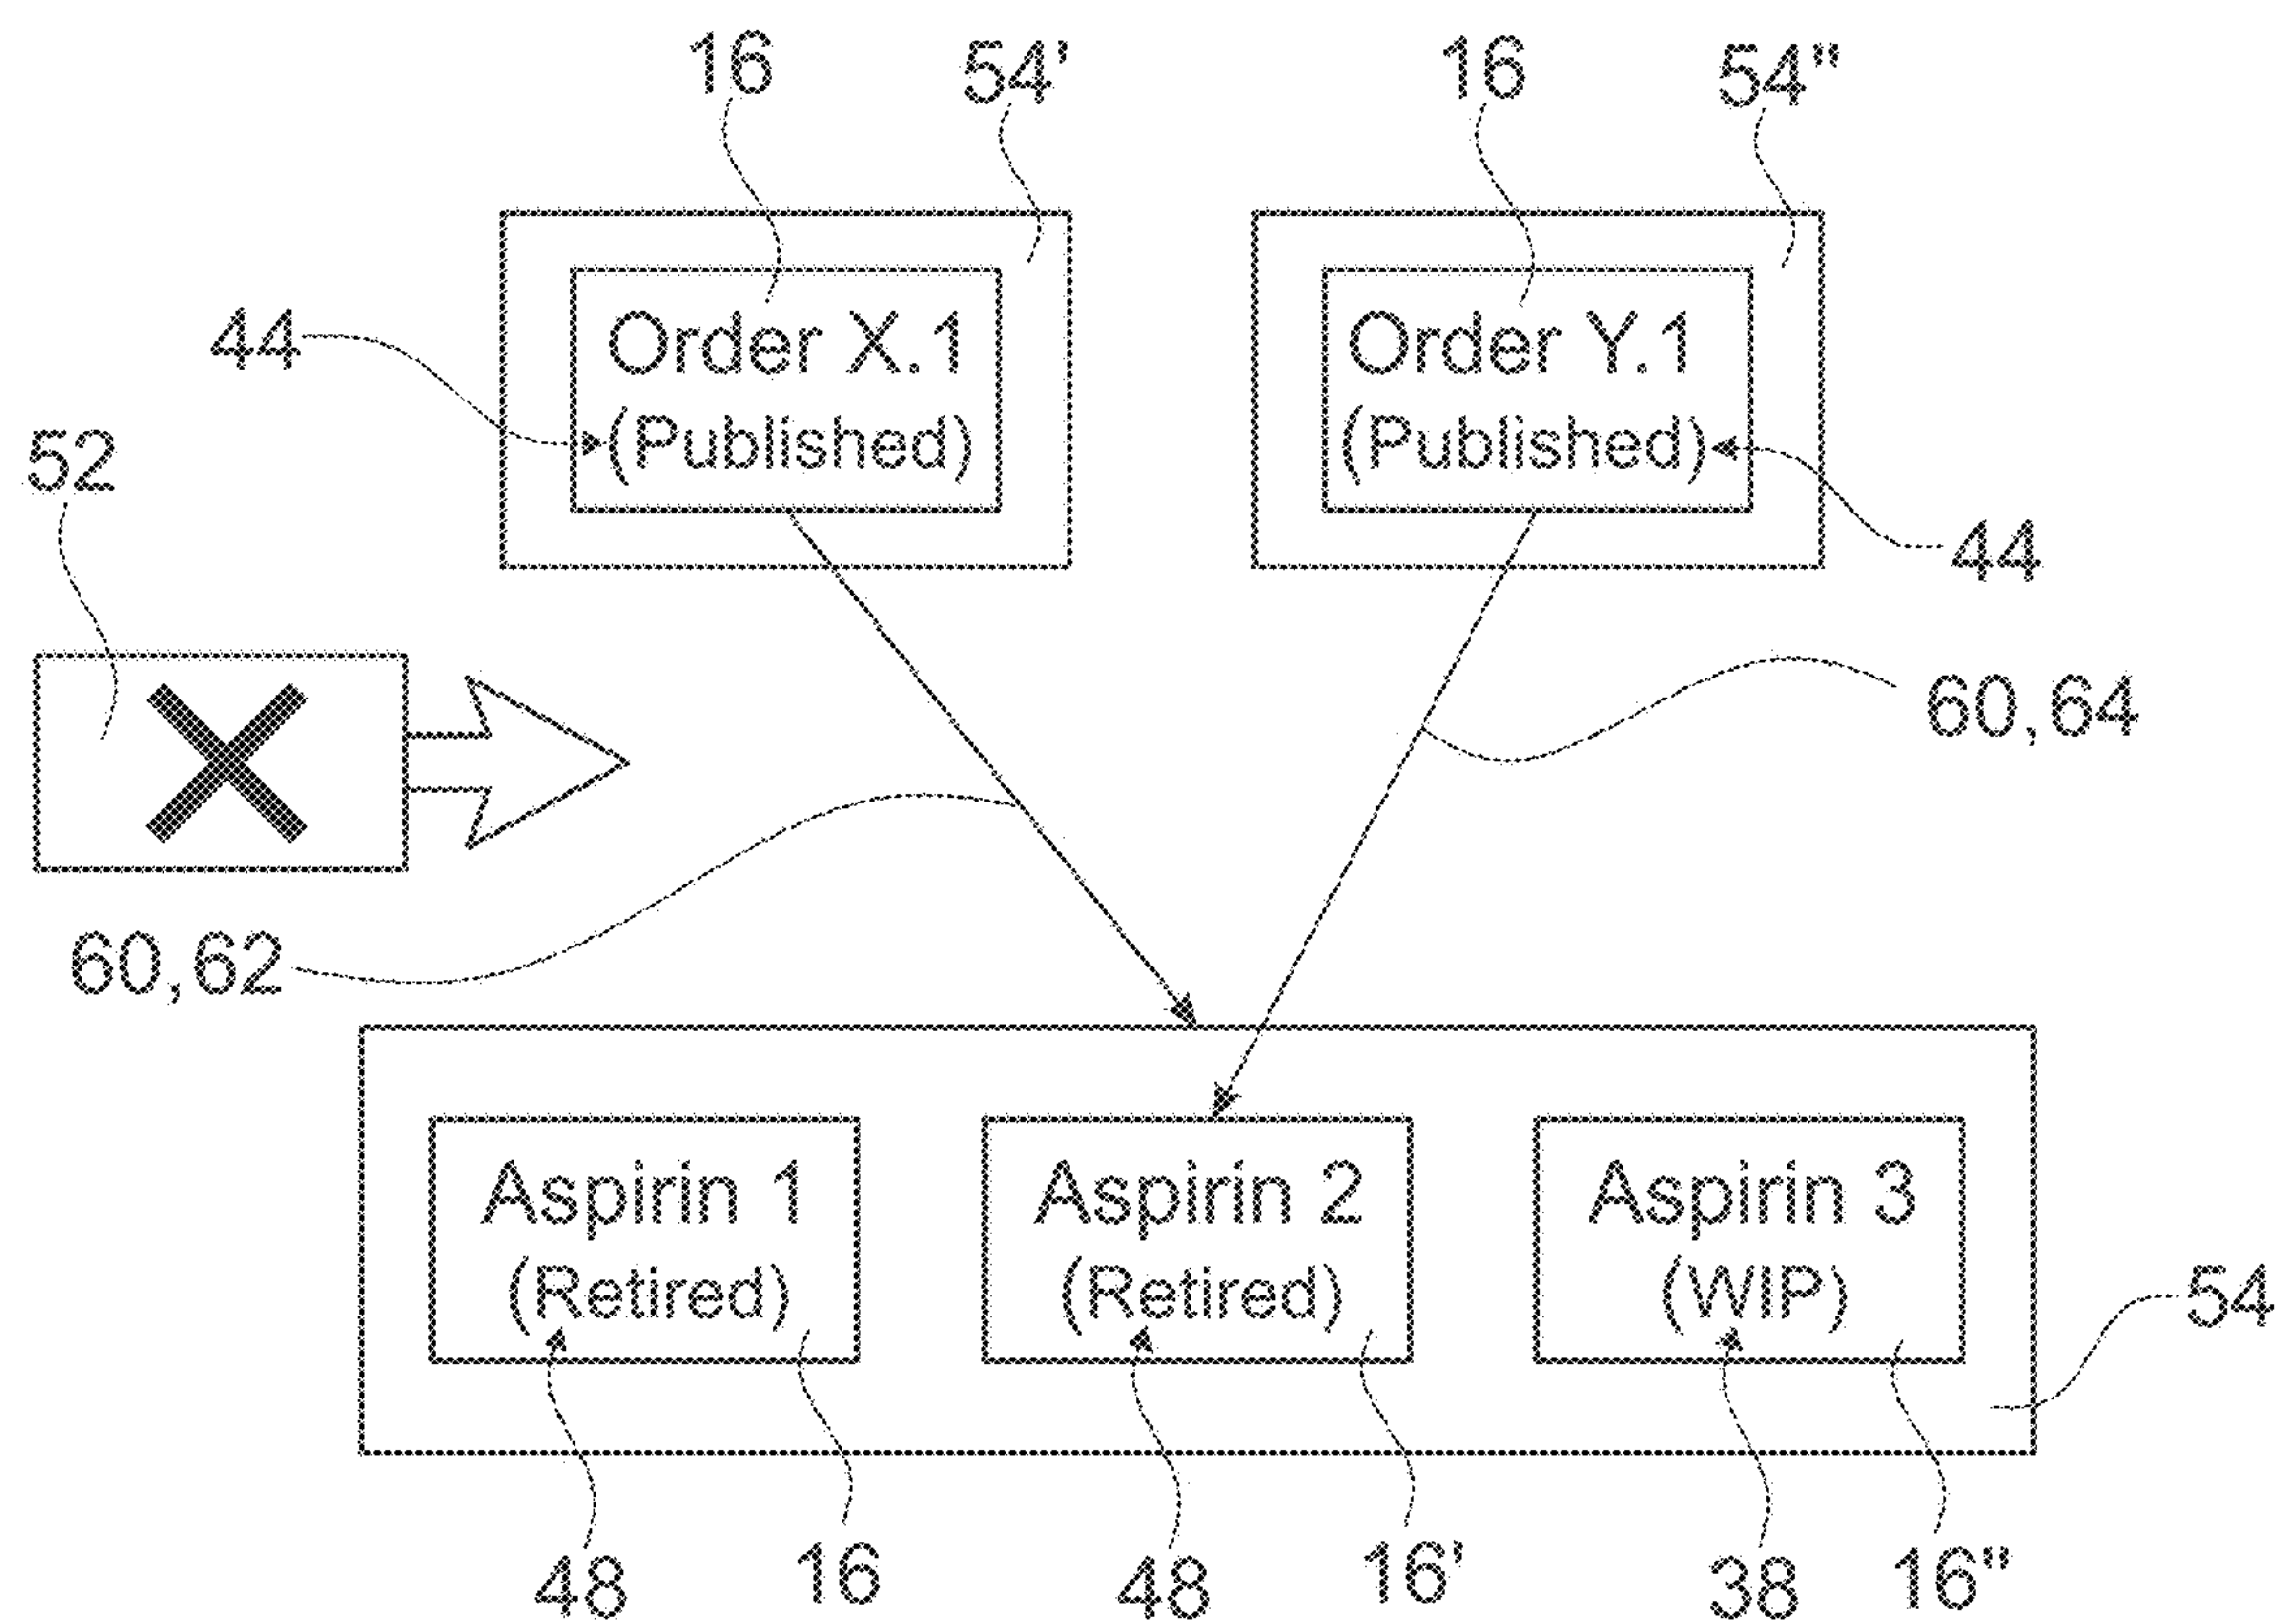 16
54'
16
54"
Order X.1
(Published)
Order Y.1
(Published)
44
52
44
60,64
60,62
Aspirin 1
(Retired)
Aspirin 2
(Retired)
Aspirin 3
(WIP)
54
48
16
48
16'
38
16"